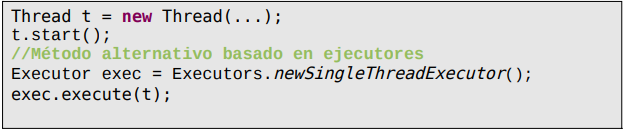 Thread t = new Thread(...);
t.start();
//Método alternativo basado en ejecutores
Executor exec = Executors.newSingleThreadExecutor();
exec.execute(t);